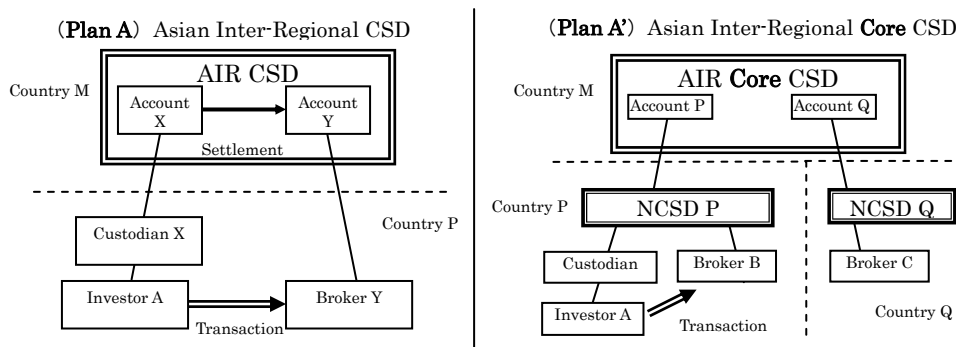 (Plan A) Asian Inter-Regional CSD
AIR CSD
Country M
Account
X
Account
Y
Settlement
Country P
Custodian X
Investor A
Broker Y
Transaction
(Plan A’) Asian Inter-Regional Core CSD
AIR Core CSD
Country M
Account P
Account Q
Country P
NCSD P
NCSD Q
Custodian
Broker B
Broker C
Investor A
Transaction
Country Q